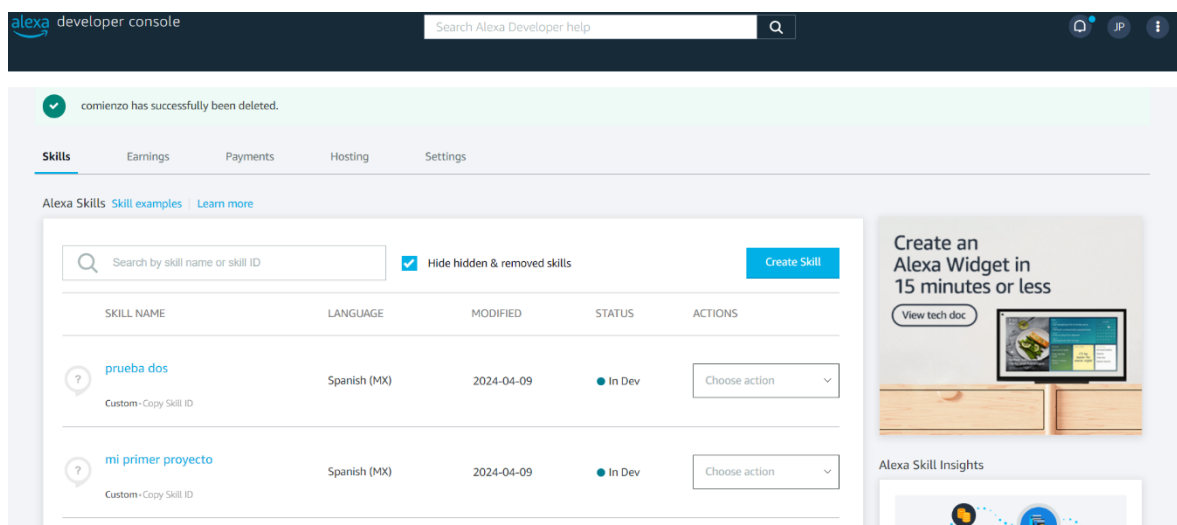 alexa developer console
Search Alexa Developer help
JP
comienzo has successfully been deleted.
Skills
Earnings
Payments
Hosting
Settings
Alexa Skills Skill examples Learn more
Search by skill name or skill ID
Hide hidden & removed skills
Create Skill
SKILL NAME LANGUAGE MODIFIED STATUS ACTIONS
prueba dos
Spanish (MX) 2024-04-09 In Dev Choose action
Custom · Copy Skill ID
mi primer proyecto
Spanish (MX) 2024-04-09 In Dev Choose action
Custom · Copy Skill ID
Create an
Alexa Widget in
15 minutes or less
View tech doc
Alexa Skill Insights